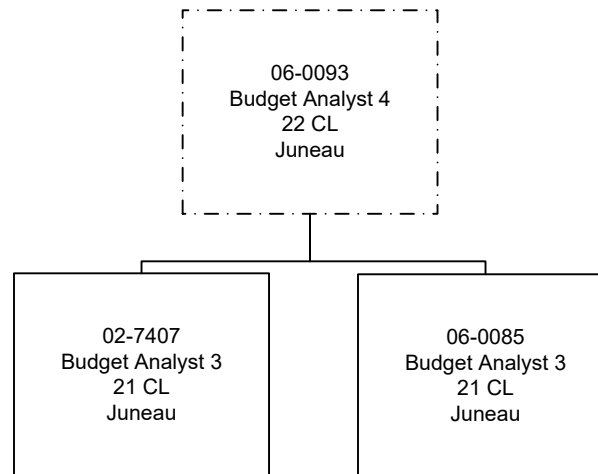 06-0093
Budget Analyst 4
22 CL
Juneau
02-7407
Budget Analyst 3
21 CL
Juneau
06-0085
Budget Analyst 3
21 CL
Juneau